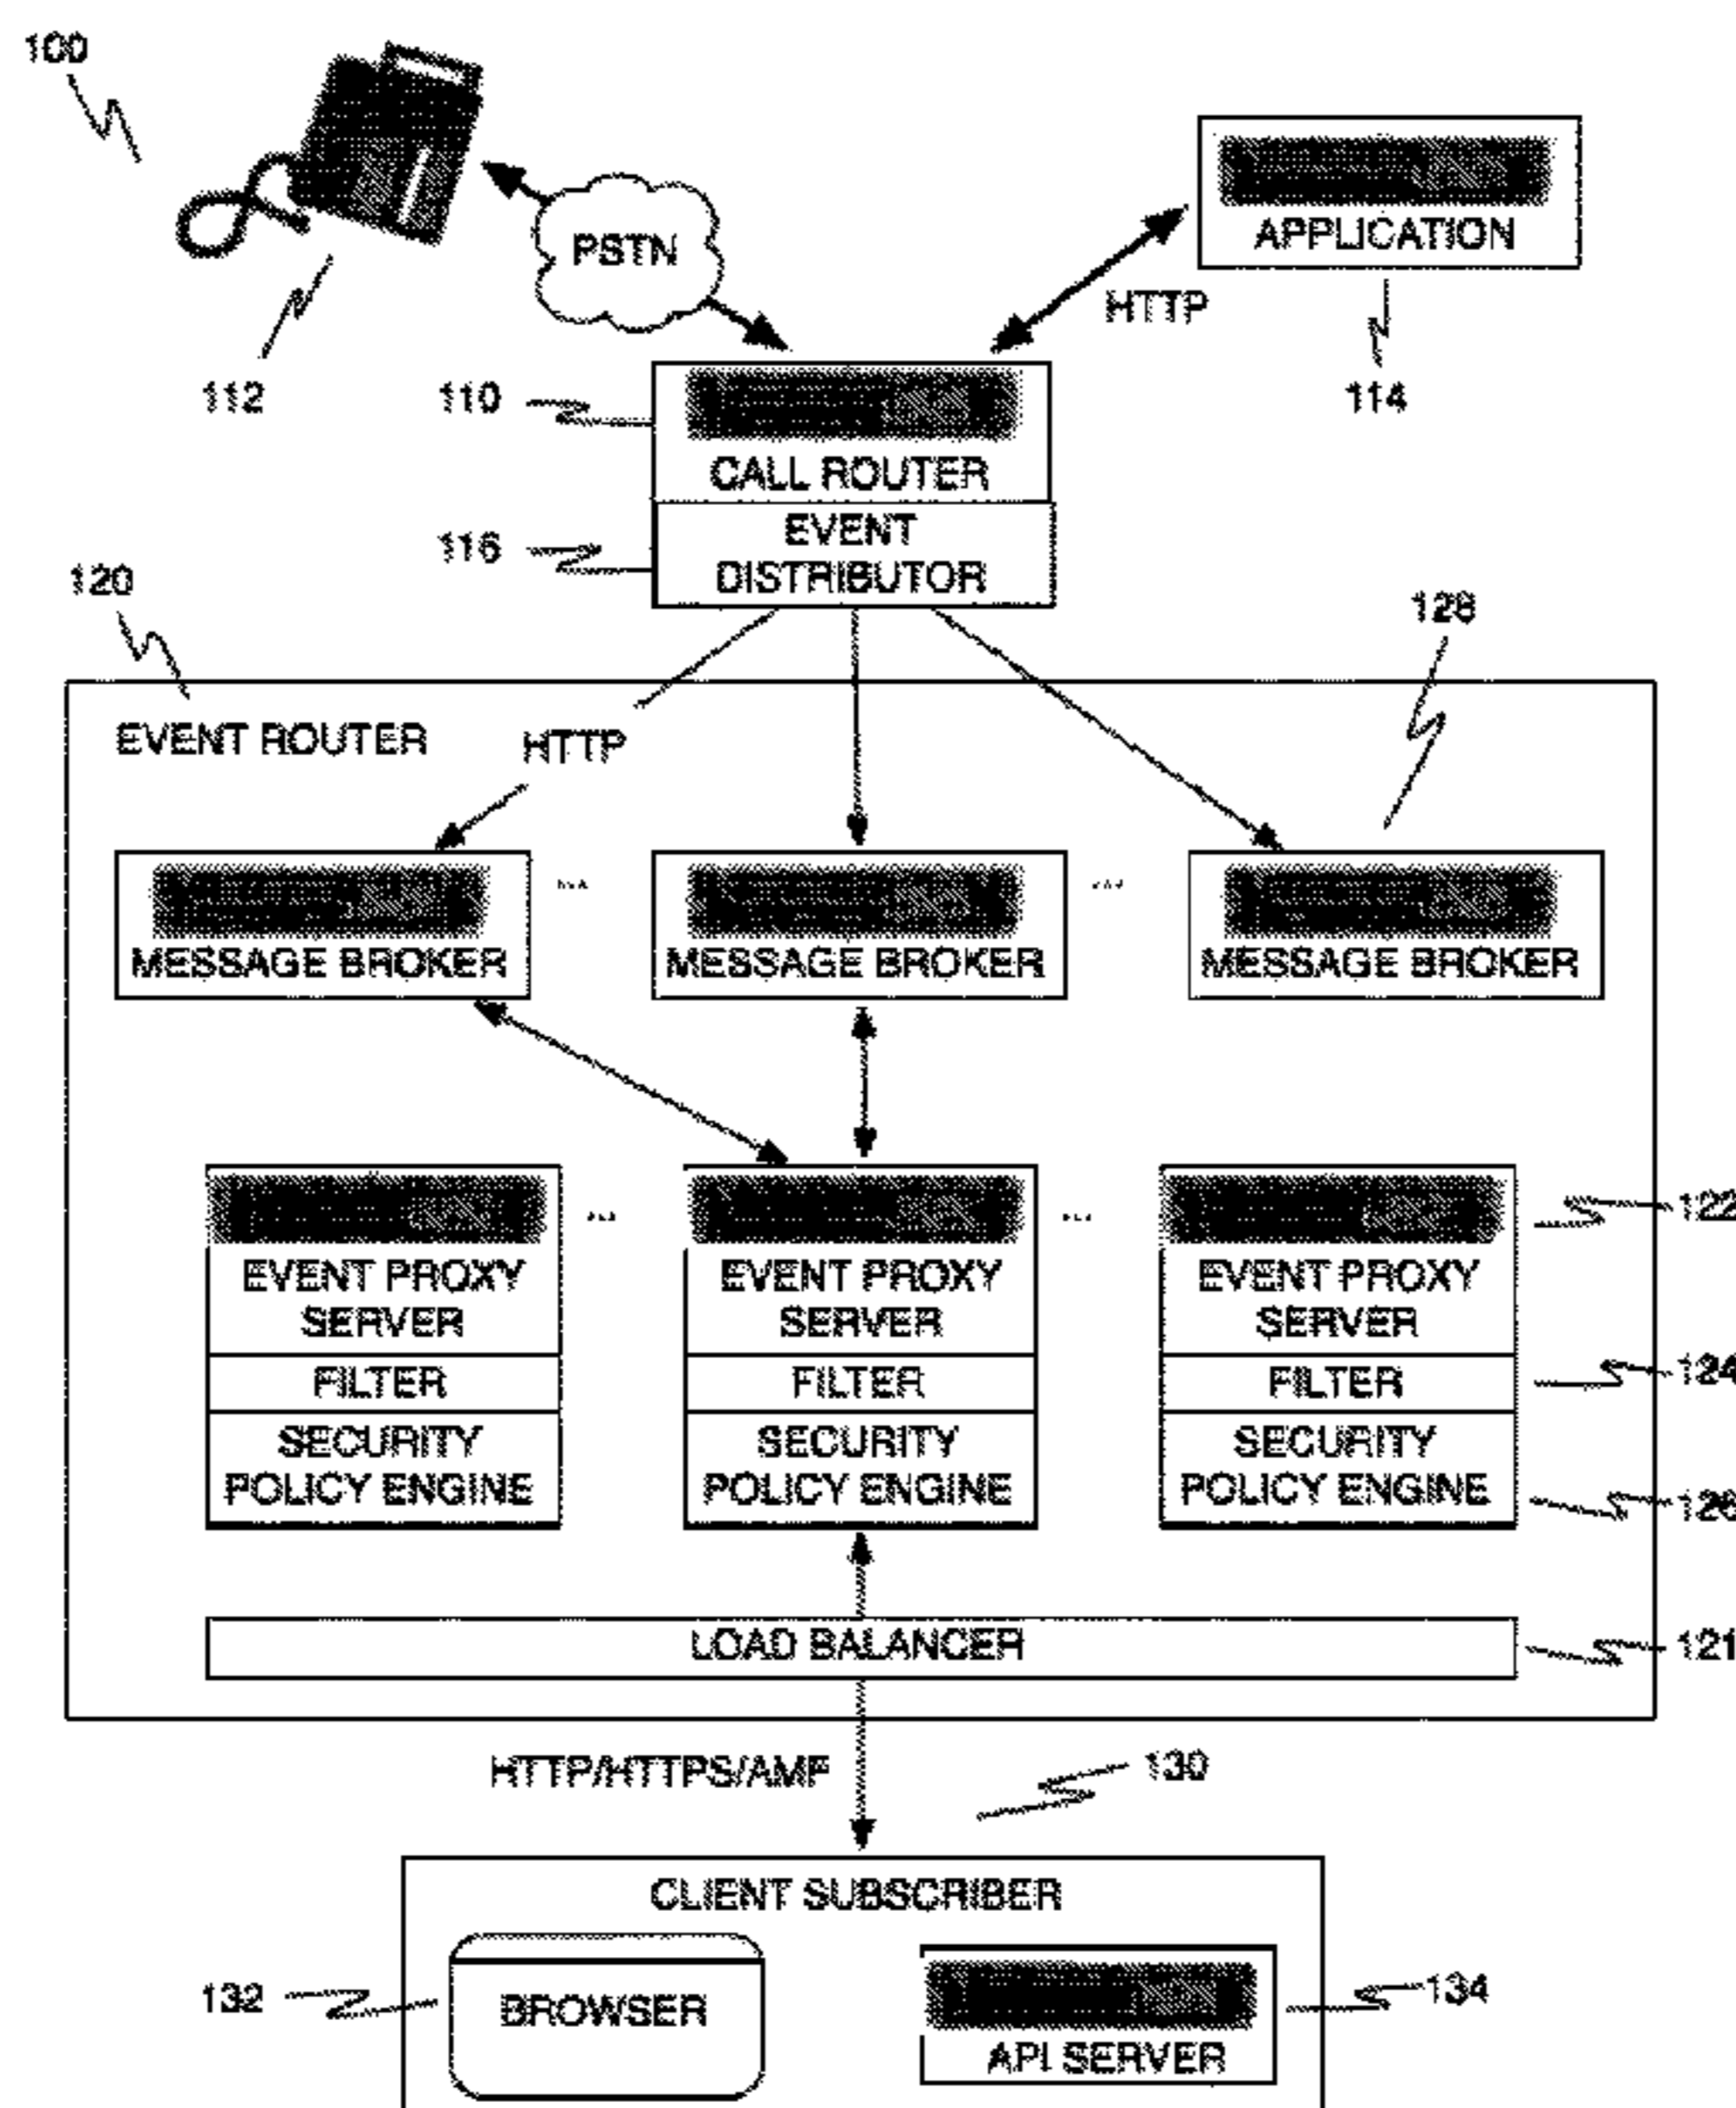 100
PSTN
APPLICATION
HTTP
112
110
114
CALL ROUTER
116
EVENT
DISTRIBUTOR
120
128
EVENT ROUTER
HTTP
MESSAGE BROKER
MESSAGE BROKER
MESSAGE BROKER
122
EVENT PROXY
SERVER
EVENT PROXY
SERVER
EVENT PROXY
SERVER
FILTER
FILTER
FILTER
124
SECURITY
POLICY ENGINE
SECURITY
POLICY ENGINE
SECURITY
POLICY ENGINE
126
LOAD BALANCER
121
HTTP/HTTPS/AMF
130
CLIENT SUBSCRIBER
132
BROWSER
134
API SERVER